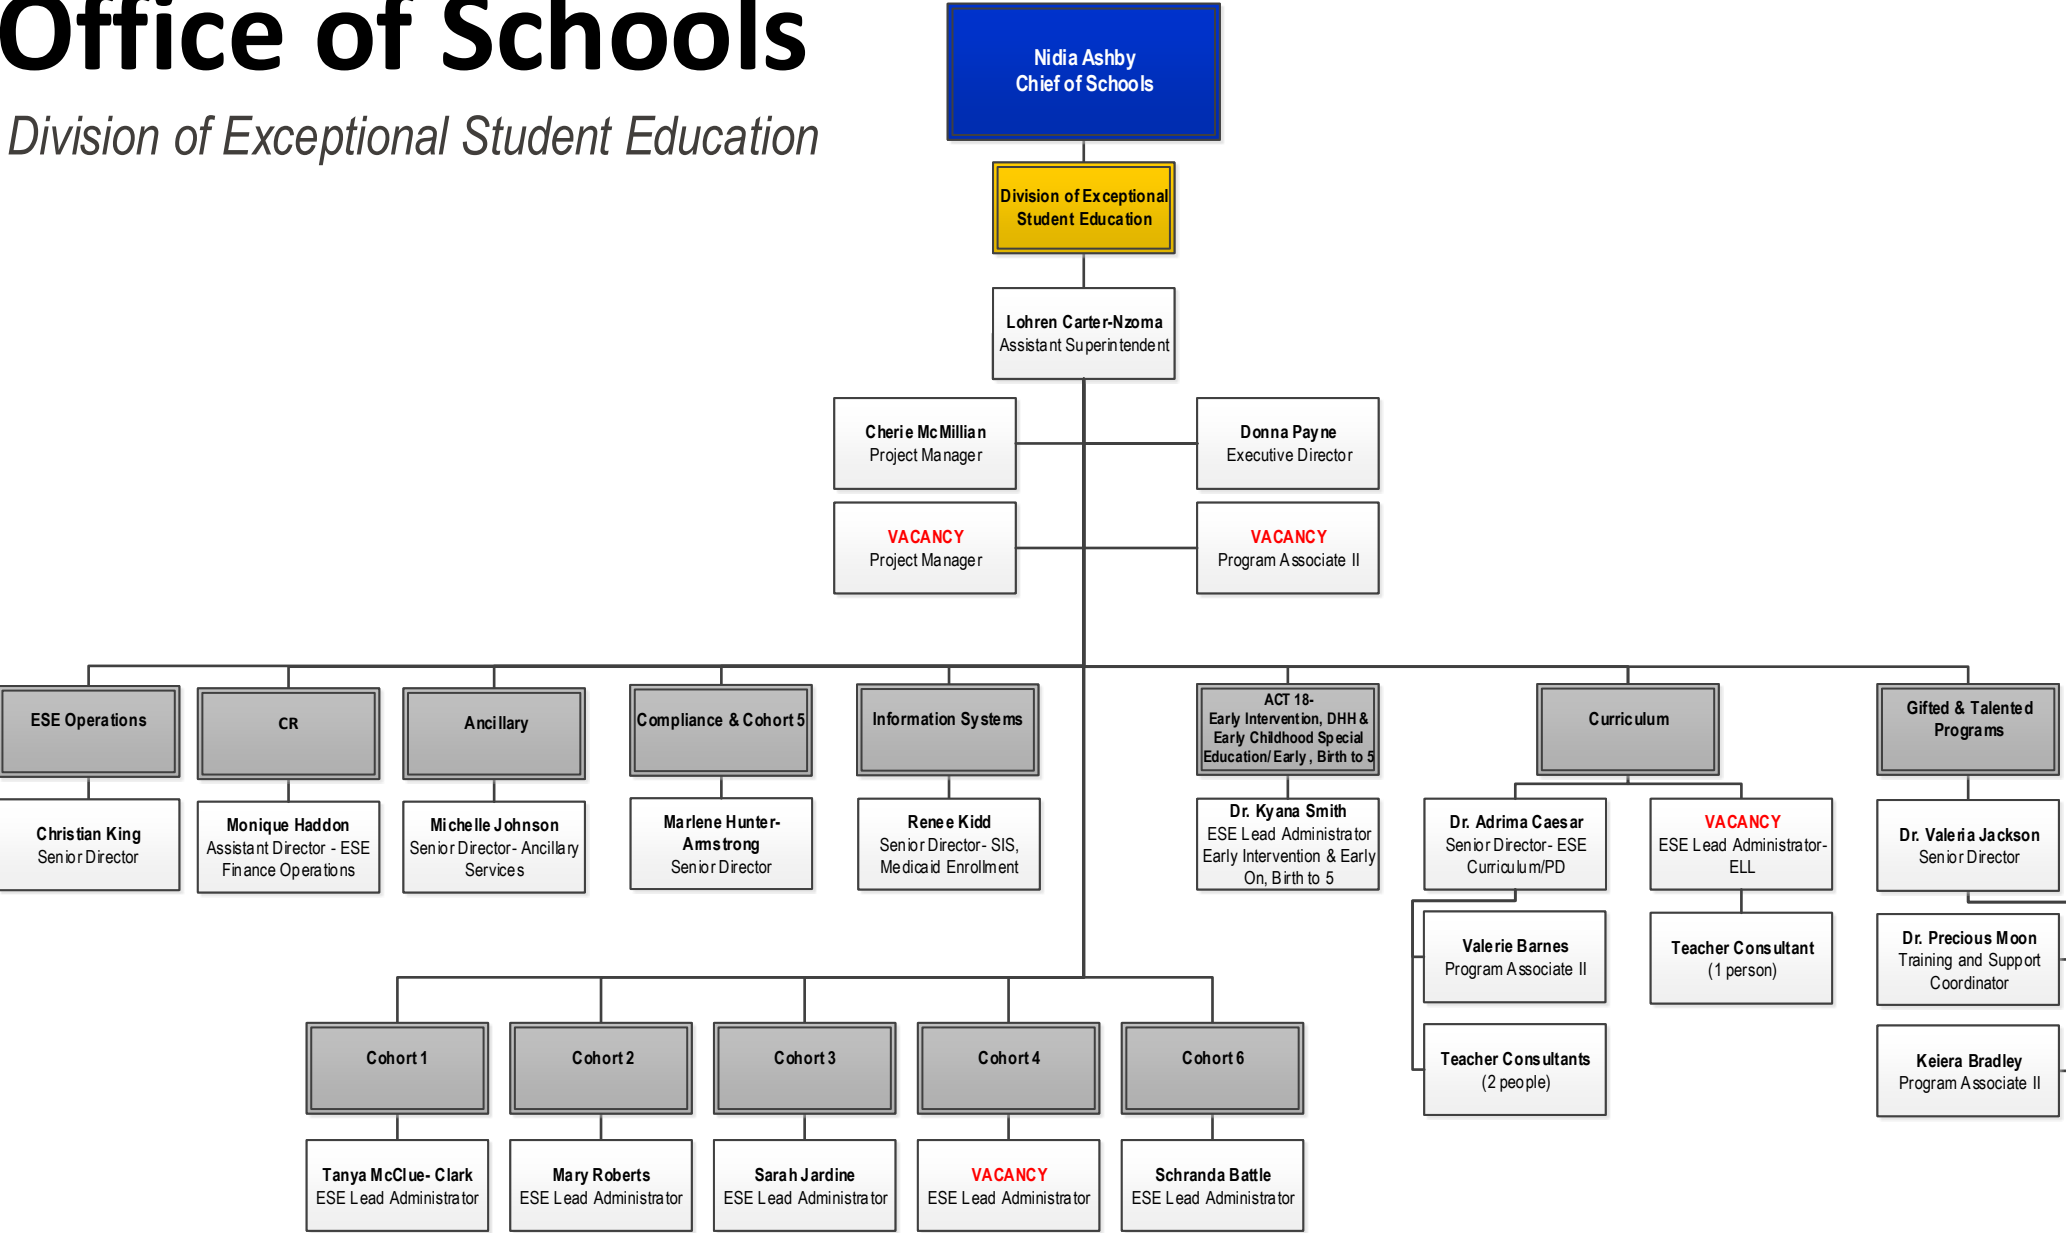 Office of Schools
Division of Exceptional Student Education
Nidia Ashby
Chief of Schools
Division of Exceptional
Student Education
Lohren Carter-Nzoma
Assistant Superintendent
Cherie McMillian
Project Manager
Donna Payne
Executive Director
VACANCY
Project Manager
VACANCY
Program Associate II
ESE Operations
CR
Ancillary
Compliance & Cohort 5
Information Systems
ACT 18-
Early Intervention, DHH &
Early Childhood Special
Education/ Early , Birth to 5
Curriculum
Gifted & Talented
Programs
Christian King
Senior Director
Monique Haddon
Assistant Director - ESE
Finance Operations
Michelle Johnson
Senior Director- Ancillary
Services
Marlene Hunter-
Armstrong
Senior Director
Renee Kidd
Senior Director- SIS,
Medicaid Enrollment
Dr. Kyana Smith
ESE Lead Administrator
Early Intervention & Early
On, Birth to 5
Dr. Adrima Caesar
Senior Director- ESE
Curriculum/PD
VACANCY
ESE Lead Administrator-
ELL
Dr. Valeria Jackson
Senior Director
Valerie Barnes
Program Associate II
Teacher Consultant
(1 person)
Dr. Precious Moon
Training and Support
Coordinator
Teacher Consultants
(2 people)
Keiera Bradley
Program Associate II
Cohort 1
Cohort 2
Cohort 3
Cohort 4
Cohort 6
Tanya McClue- Clark
ESE Lead Administrator
Mary Roberts
ESE Lead Administrator
Sarah Jardine
ESE Lead Administrator
VACANCY
ESE Lead Administrator
Schranda Battle
ESE Lead Administrator